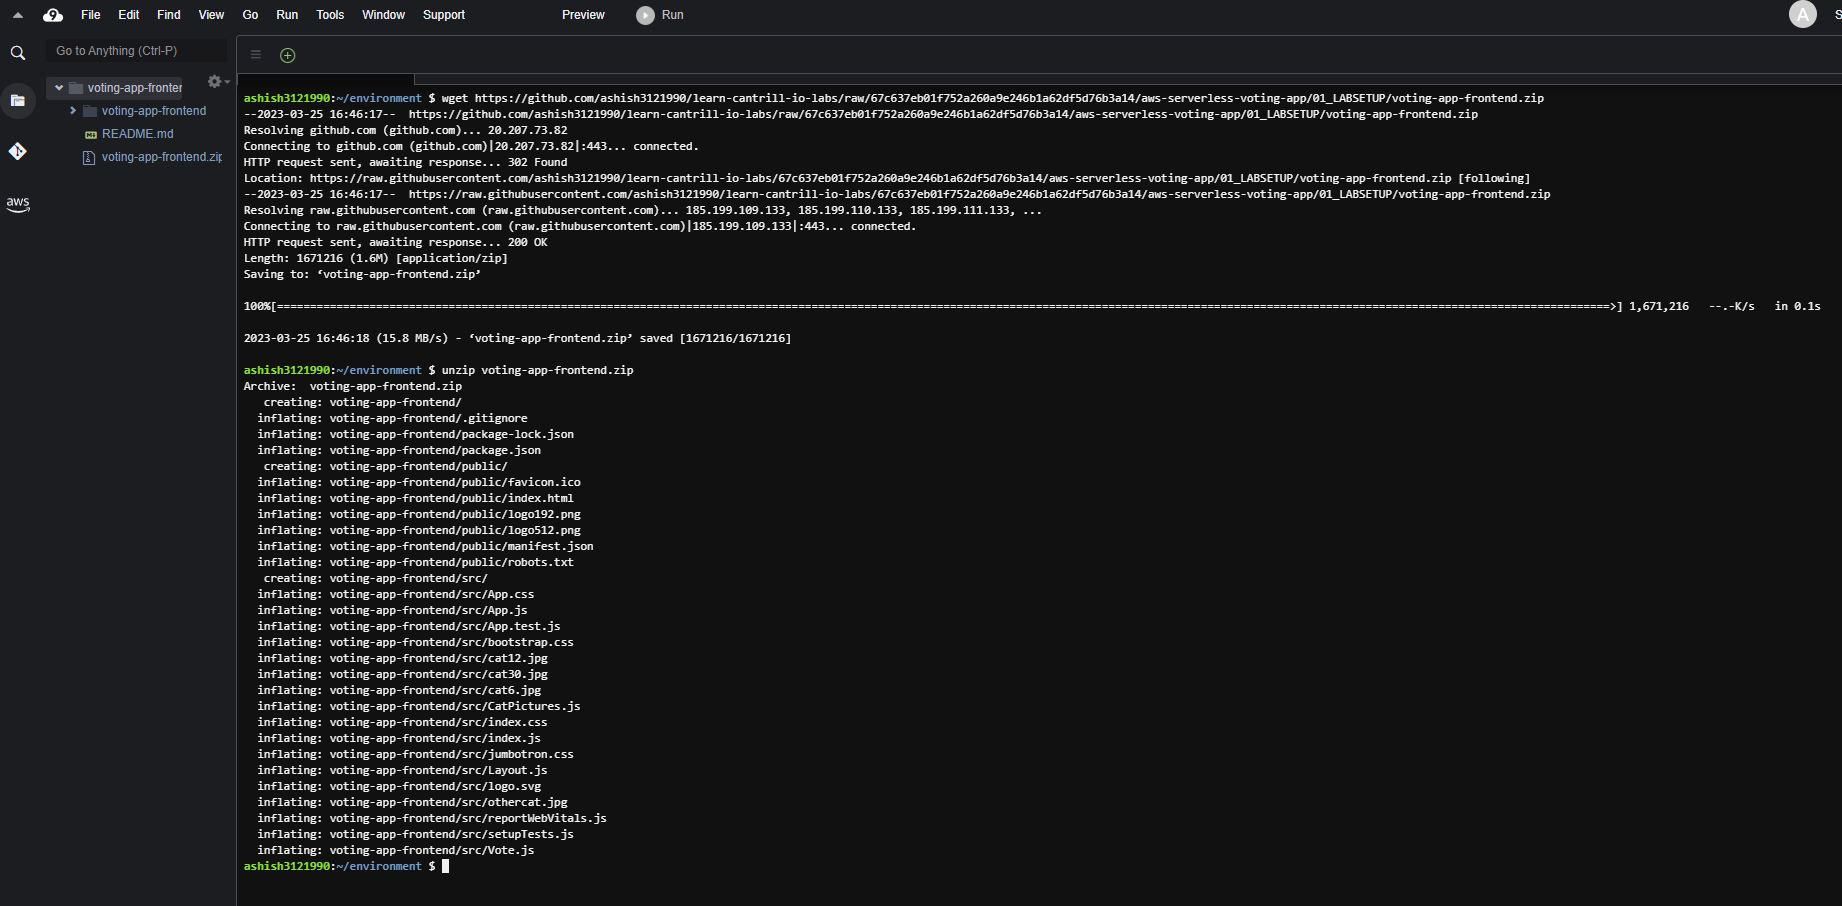 File Edit Find View Go Run Tools Window Support Preview Run A S
Go to Anything (Ctrl-P)
voting-app-fronter
voting-app-frontend
README.md
voting-app-frontend.zip
aws
ashish3121990:~/environment $ wget https://github.com/ashish3121990/learn-cantrill-io-labs/raw/67c637eb01f752a260a9e246b1a62df5d76b3a14/aws-serverless-voting-app/01_LABSETUP/voting-app-frontend.zip
--2023-03-25 16:46:17--  https://github.com/ashish3121990/learn-cantrill-io-labs/raw/67c637eb01f752a260a9e246b1a62df5d76b3a14/aws-serverless-voting-app/01_LABSETUP/voting-app-frontend.zip
Resolving github.com (github.com)... 20.207.73.82
Connecting to github.com (github.com)|20.207.73.82|:443... connected.
HTTP request sent, awaiting response... 302 Found
Location: https://raw.githubusercontent.com/ashish3121990/learn-cantrill-io-labs/67c637eb01f752a260a9e246b1a62df5d76b3a14/aws-serverless-voting-app/01_LABSETUP/voting-app-frontend.zip [following]
--2023-03-25 16:46:17--  https://raw.githubusercontent.com/ashish3121990/learn-cantrill-io-labs/67c637eb01f752a260a9e246b1a62df5d76b3a14/aws-serverless-voting-app/01_LABSETUP/voting-app-frontend.zip
Resolving raw.githubusercontent.com (raw.githubusercontent.com)... 185.199.109.133, 185.199.110.133, 185.199.111.133, ...
Connecting to raw.githubusercontent.com (raw.githubusercontent.com)|185.199.109.133|:443... connected.
HTTP request sent, awaiting response... 200 OK
Length: 1671216 (1.6M) [application/zip]
Saving to: ‘voting-app-frontend.zip’
100%[=========================================================================================================================================================================================================>] 1,671,216   --.-K/s   in 0.1s
2023-03-25 16:46:18 (15.8 MB/s) - ‘voting-app-frontend.zip’ saved [1671216/1671216]
ashish3121990:~/environment $ unzip voting-app-frontend.zip
Archive:  voting-app-frontend.zip
   creating: voting-app-frontend/
  inflating: voting-app-frontend/.gitignore
  inflating: voting-app-frontend/package-lock.json
  inflating: voting-app-frontend/package.json
   creating: voting-app-frontend/public/
  inflating: voting-app-frontend/public/favicon.ico
  inflating: voting-app-frontend/public/index.html
  inflating: voting-app-frontend/public/logo192.png
  inflating: voting-app-frontend/public/logo512.png
  inflating: voting-app-frontend/public/manifest.json
  inflating: voting-app-frontend/public/robots.txt
   creating: voting-app-frontend/src/
  inflating: voting-app-frontend/src/App.css
  inflating: voting-app-frontend/src/App.js
  inflating: voting-app-frontend/src/App.test.js
  inflating: voting-app-frontend/src/bootstrap.css
  inflating: voting-app-frontend/src/cat12.jpg
  inflating: voting-app-frontend/src/cat30.jpg
  inflating: voting-app-frontend/src/cat6.jpg
  inflating: voting-app-frontend/src/CatPictures.js
  inflating: voting-app-frontend/src/index.css
  inflating: voting-app-frontend/src/index.js
  inflating: voting-app-frontend/src/jumbotron.css
  inflating: voting-app-frontend/src/Layout.js
  inflating: voting-app-frontend/src/logo.svg
  inflating: voting-app-frontend/src/othercat.jpg
  inflating: voting-app-frontend/src/reportWebVitals.js
  inflating: voting-app-frontend/src/setupTests.js
  inflating: voting-app-frontend/src/Vote.js
ashish3121990:~/environment $